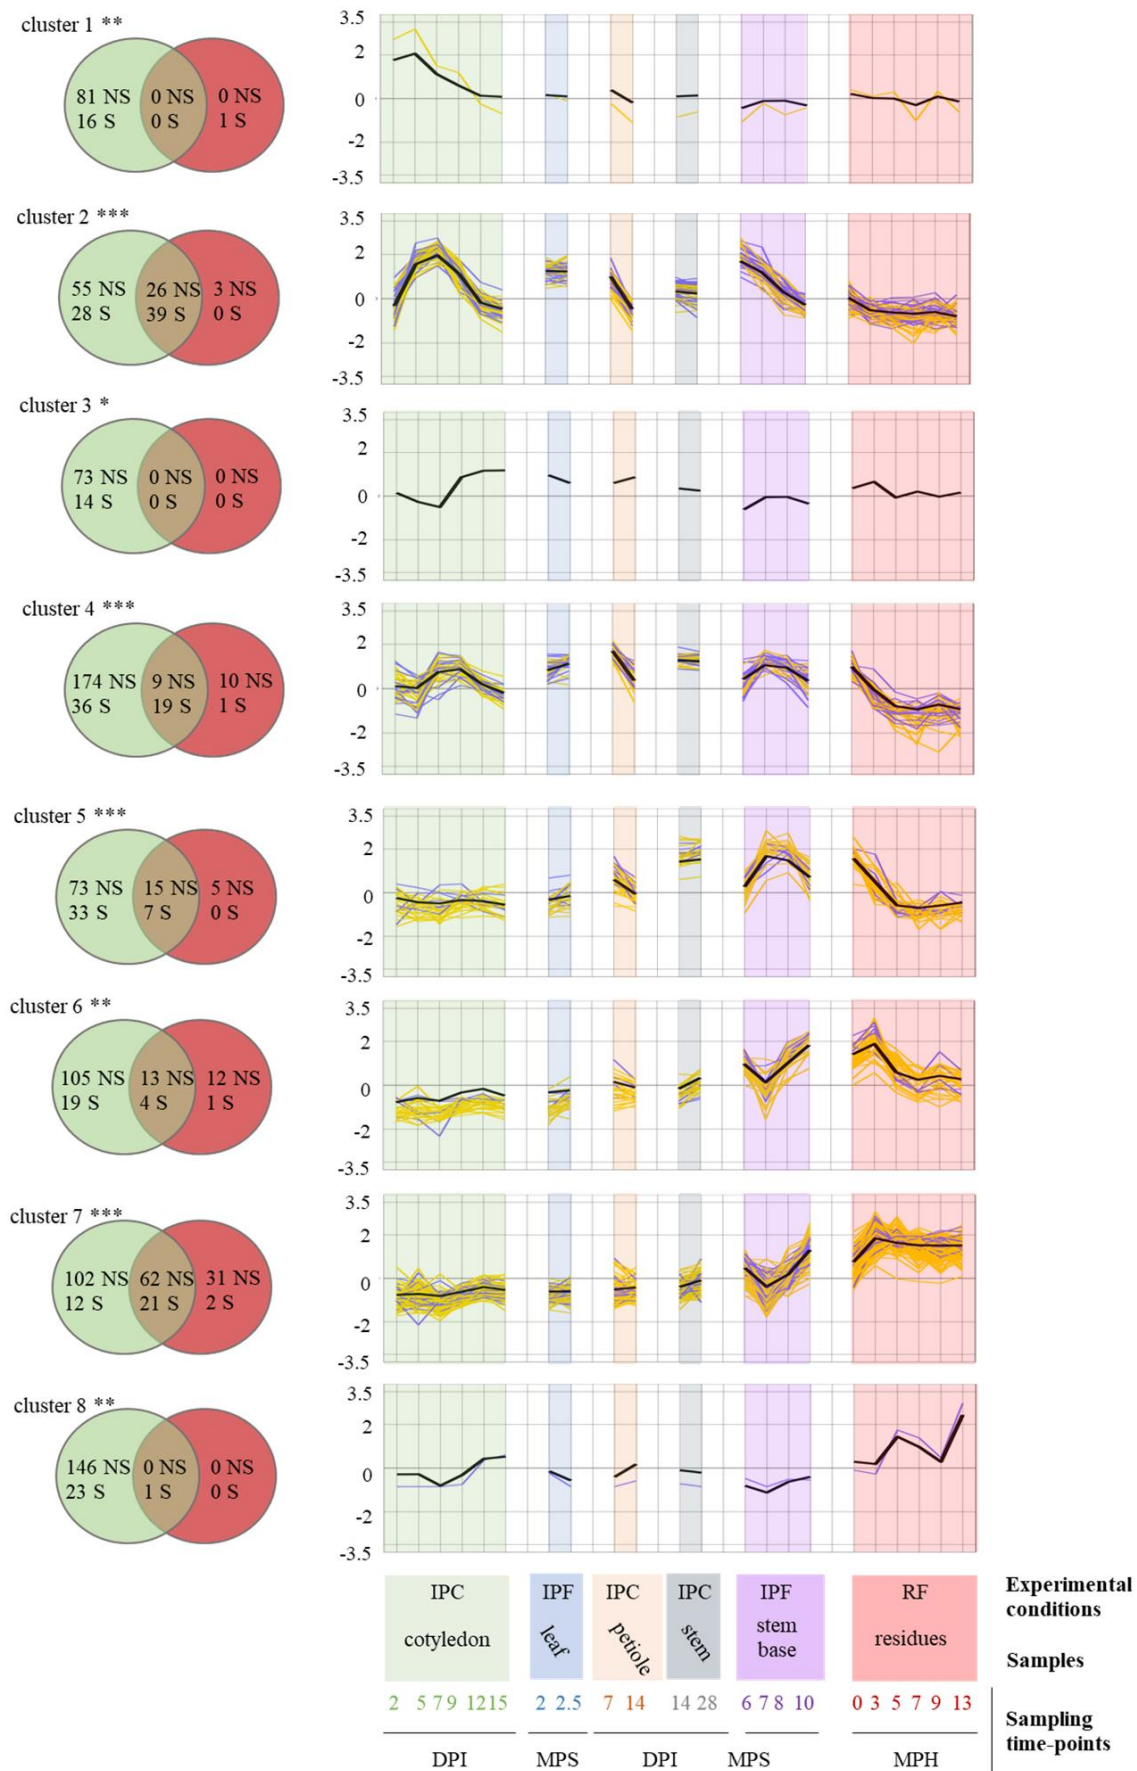 cluster 1 **
81 NS 0 NS 0 NS
16 S 0 S 1 S
3.5
2
0
-2
-3.5
cluster 2 ***
55 NS 26 NS 3 NS
28 S 39 S 0 S
3.5
2
0
-2
-3.5
cluster 3 *
73 NS 0 NS 0 NS
14 S 0 S 0 S
3.5
2
0
-2
-3.5
cluster 4 ***
174 NS 9 NS 10 NS
36 S 19 S 1 S
3.5
2
0
-2
-3.5
cluster 5 ***
73 NS 15 NS 5 NS
33 S 7 S 0 S
3.5
2
0
-2
-3.5
cluster 6 **
105 NS 13 NS 12 NS
19 S 4 S 1 S
3.5
2
0
-2
-3.5
cluster 7 ***
102 NS 62 NS 31 NS
12 S 21 S 2 S
3.5
2
0
-2
-3.5
cluster 8 **
146 NS 0 NS 0 NS
23 S 1 S 0 S
3.5
2
0
-2
-3.5
IPC IPF IPC IPC IPF RF
cotyledon leaf petiole stem stem base residues
Experimental
conditions
Samples
2 5 7 9 12 15 2 2.5 7 14 14 28 6 7 8 10 0 3 5 7 9 13
DPI MPS DPI MPS MPH
Sampling
time-points